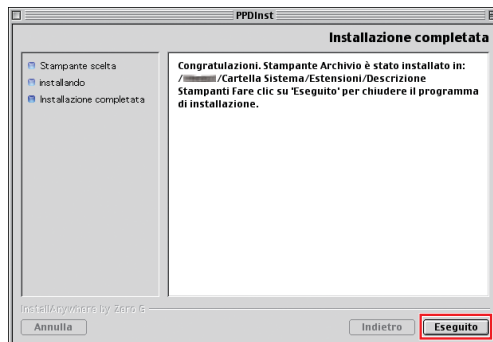 PPDInst
Installazione completata
Stampante scelta
installando
Installazione completata
Congratulazioni. Stampante Archivio è stato installato in:
/ /Cartella Sistema/Estensioni/Descrizione
Stampanti Fare clic su 'Eseguito' per chiudere il programma
di installazione.
InstallAnywhere by Zero G
Annulla
Indietro
Eseguito